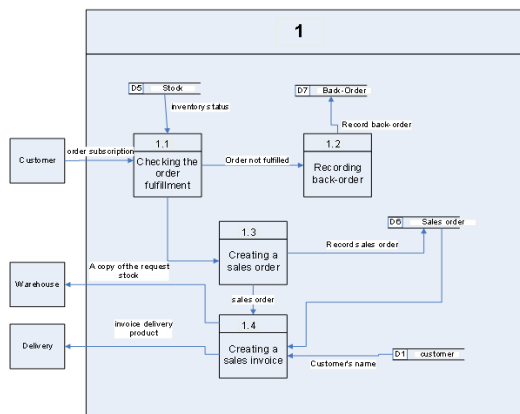 1
D5 Stock
D7 Back-Order
inventory status
Record back-order
1.1
1.2
Customer
order subscription
Checking the
order
fulfillment
Order not fulfilled
Recording
back-order
1.3
D6 Sales order
Creating a
sales order
Record sales order
A copy of the request
stock
Warehouse
sales order
1.4
invoice delivery
product
Delivery
Creating a
sales invoice
D1 customer
Customer's name